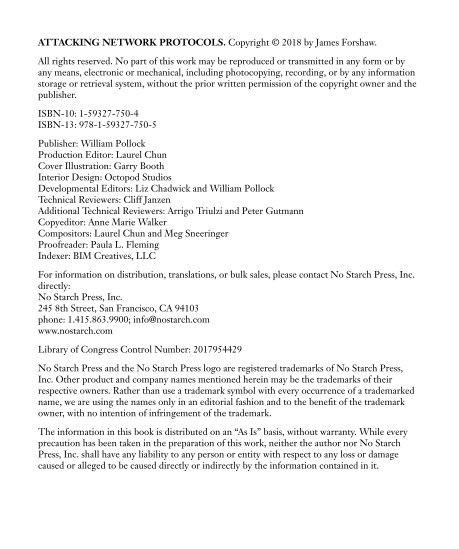 ATTACKING NETWORK PROTOCOLS. Copyright © 2018 by James Forshaw.
All rights reserved. No part of this work may be reproduced or transmitted in any form or by
any means, electronic or mechanical, including photocopying, recording, or by any information
storage or retrieval system, without the prior written permission of the copyright owner and the
publisher.
ISBN-10: 1-59327-750-4
ISBN-13: 978-1-59327-750-5
Publisher: William Pollock
Production Editor: Laurel Chun
Cover Illustration: Garry Booth
Interior Design: Octopod Studios
Developmental Editors: Liz Chadwick and William Pollock
Technical Reviewers: Cliff Janzen
Additional Technical Reviewers: Arrigo Triulzi and Peter Gutmann
Copyeditor: Anne Marie Walker
Compositors: Laurel Chun and Meg Sneeringer
Proofreader: Paula L. Fleming
Indexer: BIM Creatives, LLC
For information on distribution, translations, or bulk sales, please contact No Starch Press, Inc.
directly:
No Starch Press, Inc.
245 8th Street, San Francisco, CA 94103
phone: 1.415.863.9900; info@nostarch.com
www.nostarch.com
Library of Congress Control Number: 2017954429
No Starch Press and the No Starch Press logo are registered trademarks of No Starch Press,
Inc. Other product and company names mentioned herein may be the trademarks of their
respective owners. Rather than use a trademark symbol with every occurrence of a trademarked
name, we are using the names only in an editorial fashion and to the benefit of the trademark
owner, with no intention of infringement of the trademark.
The information in this book is distributed on an “As Is” basis, without warranty. While every
precaution has been taken in the preparation of this work, neither the author nor No Starch
Press, Inc. shall have any liability to any person or entity with respect to any loss or damage
caused or alleged to be caused directly or indirectly by the information contained in it.